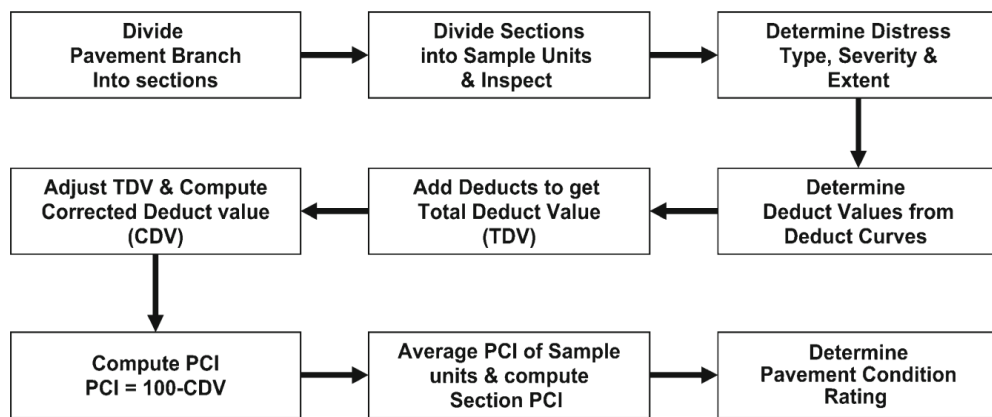 Divide
Pavement Branch
Into sections
Divide Sections
into Sample Units
& Inspect
Determine Distress
Type, Severity &
Extent
Determine
Deduct Values from
Deduct Curves
Add Deducts to get
Total Deduct Value
(TDV)
Adjust TDV & Compute
Corrected Deduct value
(CDV)
Compute PCI
PCI = 100-CDV
Average PCI of Sample
units & compute
Section PCI
Determine
Pavement Condition
Rating